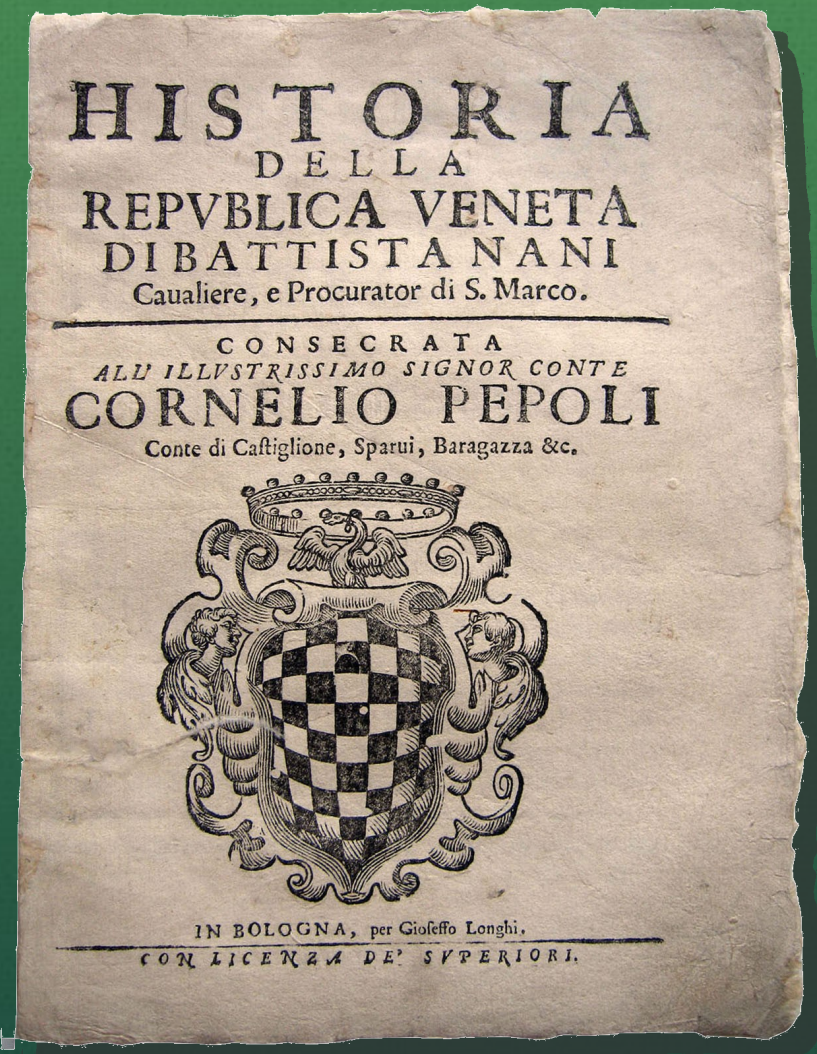 HISTORIA
DELLA
REPVBLICA VENETA
DI BATTISTA NANI
Caualiere, e Procurator di S. Marco.
CONSECRATA
ALL' ILLVSTRISSIMO SIGNOR CONTE
CORNELIO PEPOLI
Conte di Caſtiglione, Sparui, Baragazza &c.
IN BOLOGNA, per Gioſeffo Longhi.
CON LICENZA DE' SVPERIORI.